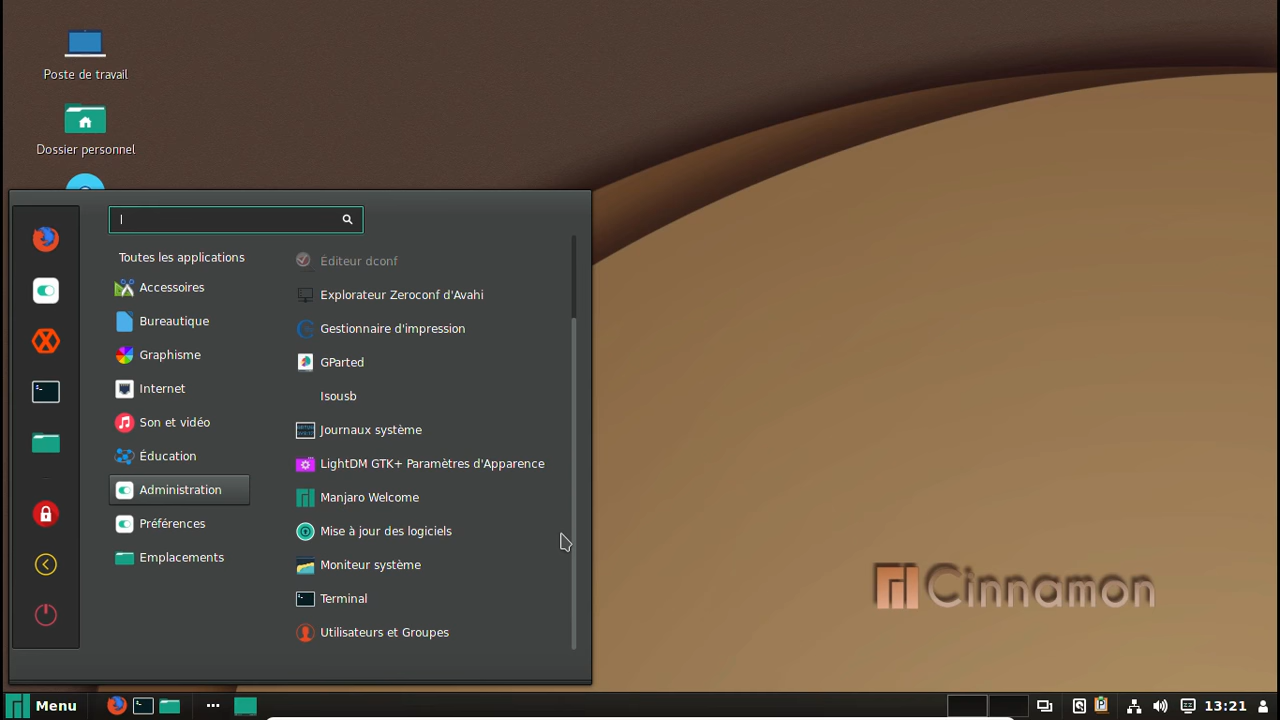 Poste de travail
Dossier personnel
Toutes les applications
Accessoires
Bureautique
Graphisme
Internet
Son et vidéo
Éducation
Administration
Préférences
Emplacements
Éditeur dconf
Explorateur Zeroconf d'Avahi
Gestionnaire d'impression
GParted
Isousb
Journaux système
LightDM GTK+ Paramètres d'Apparence
Manjaro Welcome
Mise à jour des logiciels
Moniteur système
Terminal
Utilisateurs et Groupes
Cinnamon
Menu
13:21